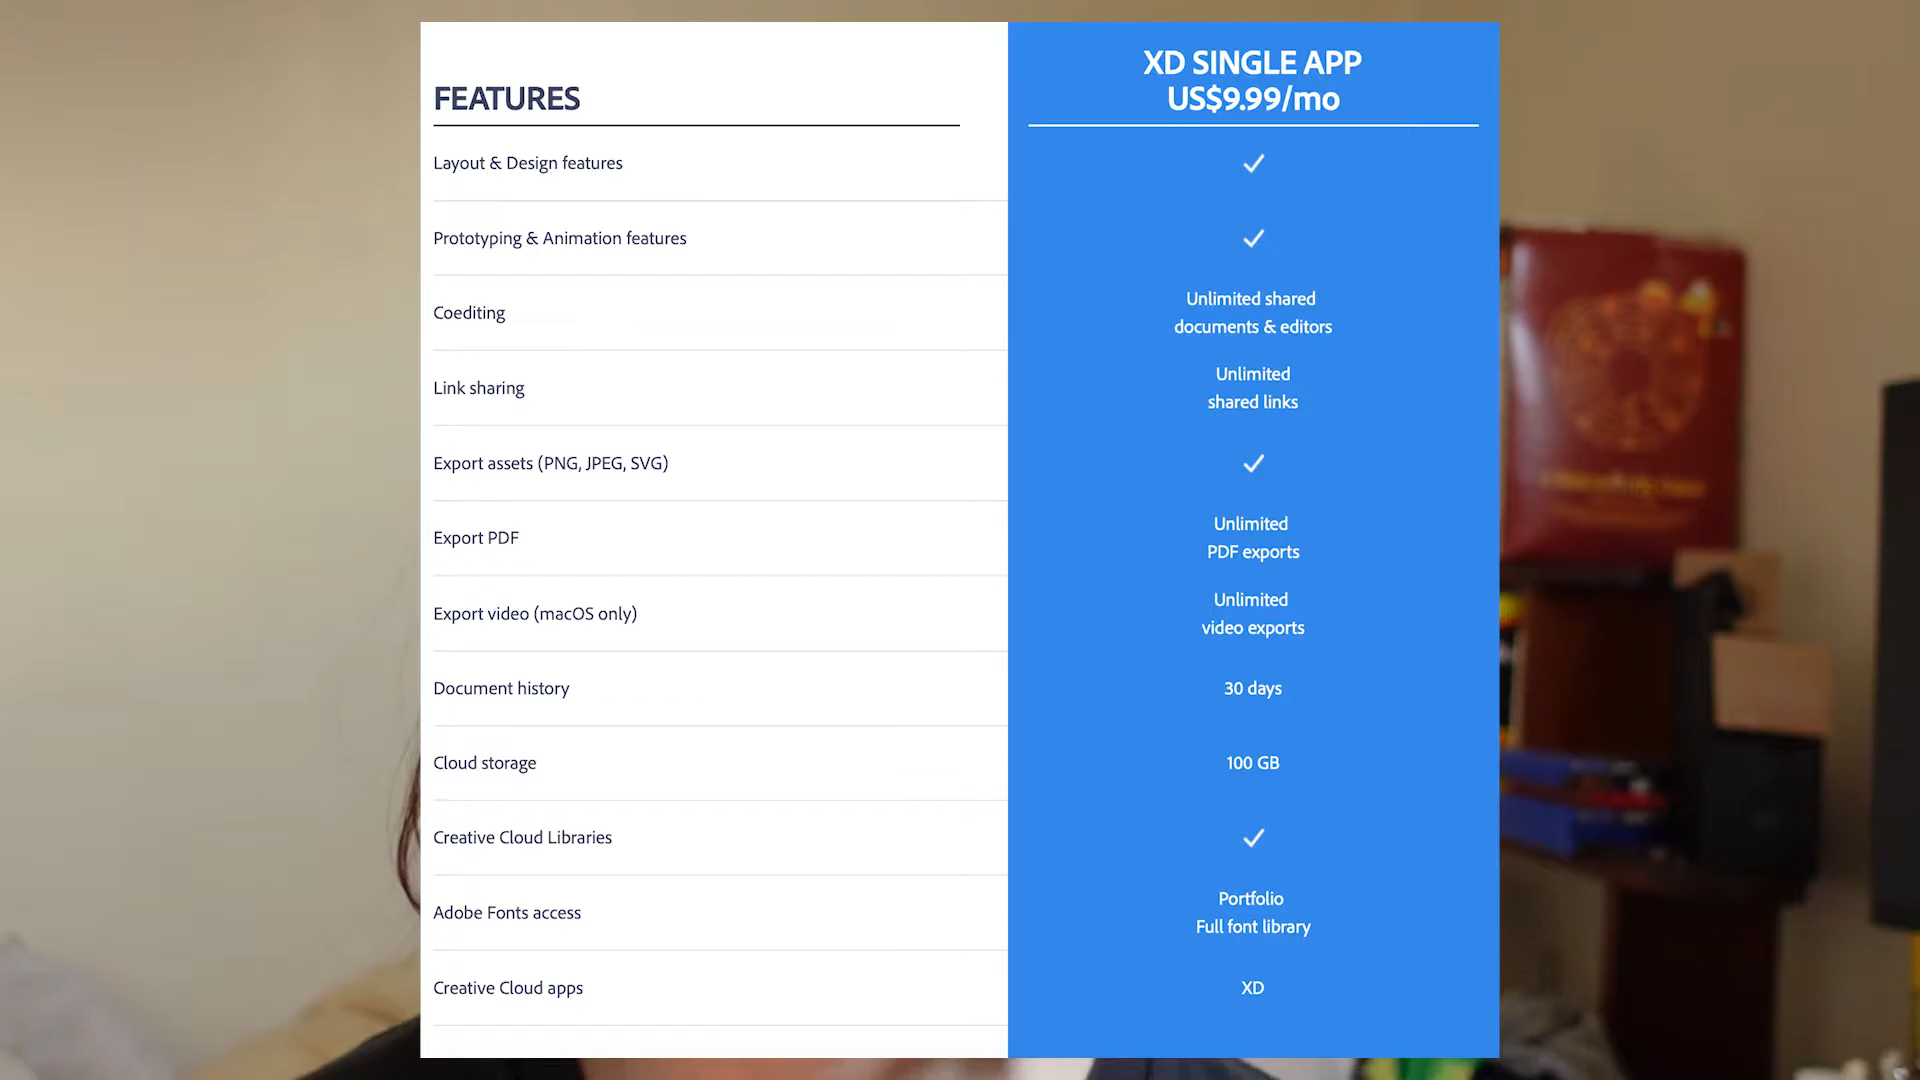 FEATURES
XD SINGLE APP
US$9.99/mo
Layout & Design features
✓
Prototyping & Animation features
✓
Coediting
Unlimited shared
documents & editors
Link sharing
Unlimited
shared links
Export assets (PNG, JPEG, SVG)
✓
Export PDF
Unlimited
PDF exports
Export video (macOS only)
Unlimited
video exports
Document history
30 days
Cloud storage
100 GB
Creative Cloud Libraries
✓
Adobe Fonts access
Portfolio
Full font library
Creative Cloud apps
XD